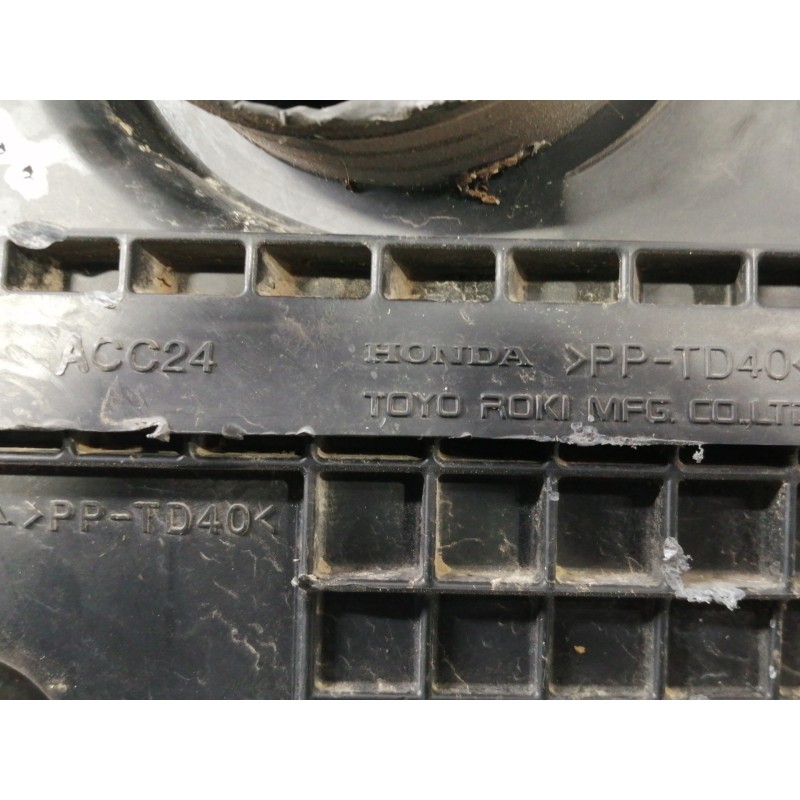 ACC24 HONDA >PP-TD40<
TOYO ROKI MFG. CO.,LTD
>PP-TD40<